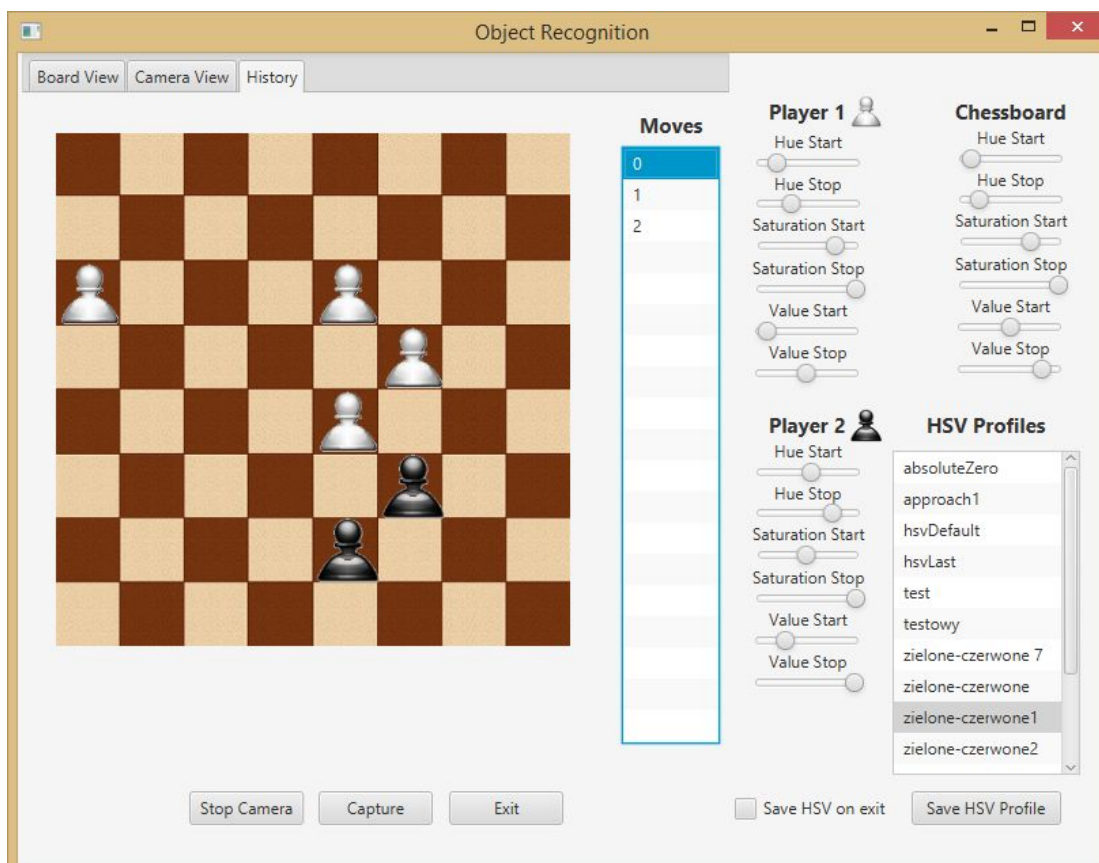 Object Recognition
Board View
Camera View
History
Moves
0
1
2
Player 1
Hue Start
Hue Stop
Saturation Start
Saturation Stop
Value Start
Value Stop
Chessboard
Hue Start
Hue Stop
Saturation Start
Saturation Stop
Value Start
Value Stop
Player 2
Hue Start
Hue Stop
Saturation Start
Saturation Stop
Value Start
Value Stop
HSV Profiles
absoluteZero
approach1
hsvDefault
hsvLast
test
testowy
zielone-czerwone 7
zielone-czerwone
zielone-czerwone1
zielone-czerwone2
Stop Camera
Capture
Exit
Save HSV on exit
Save HSV Profile